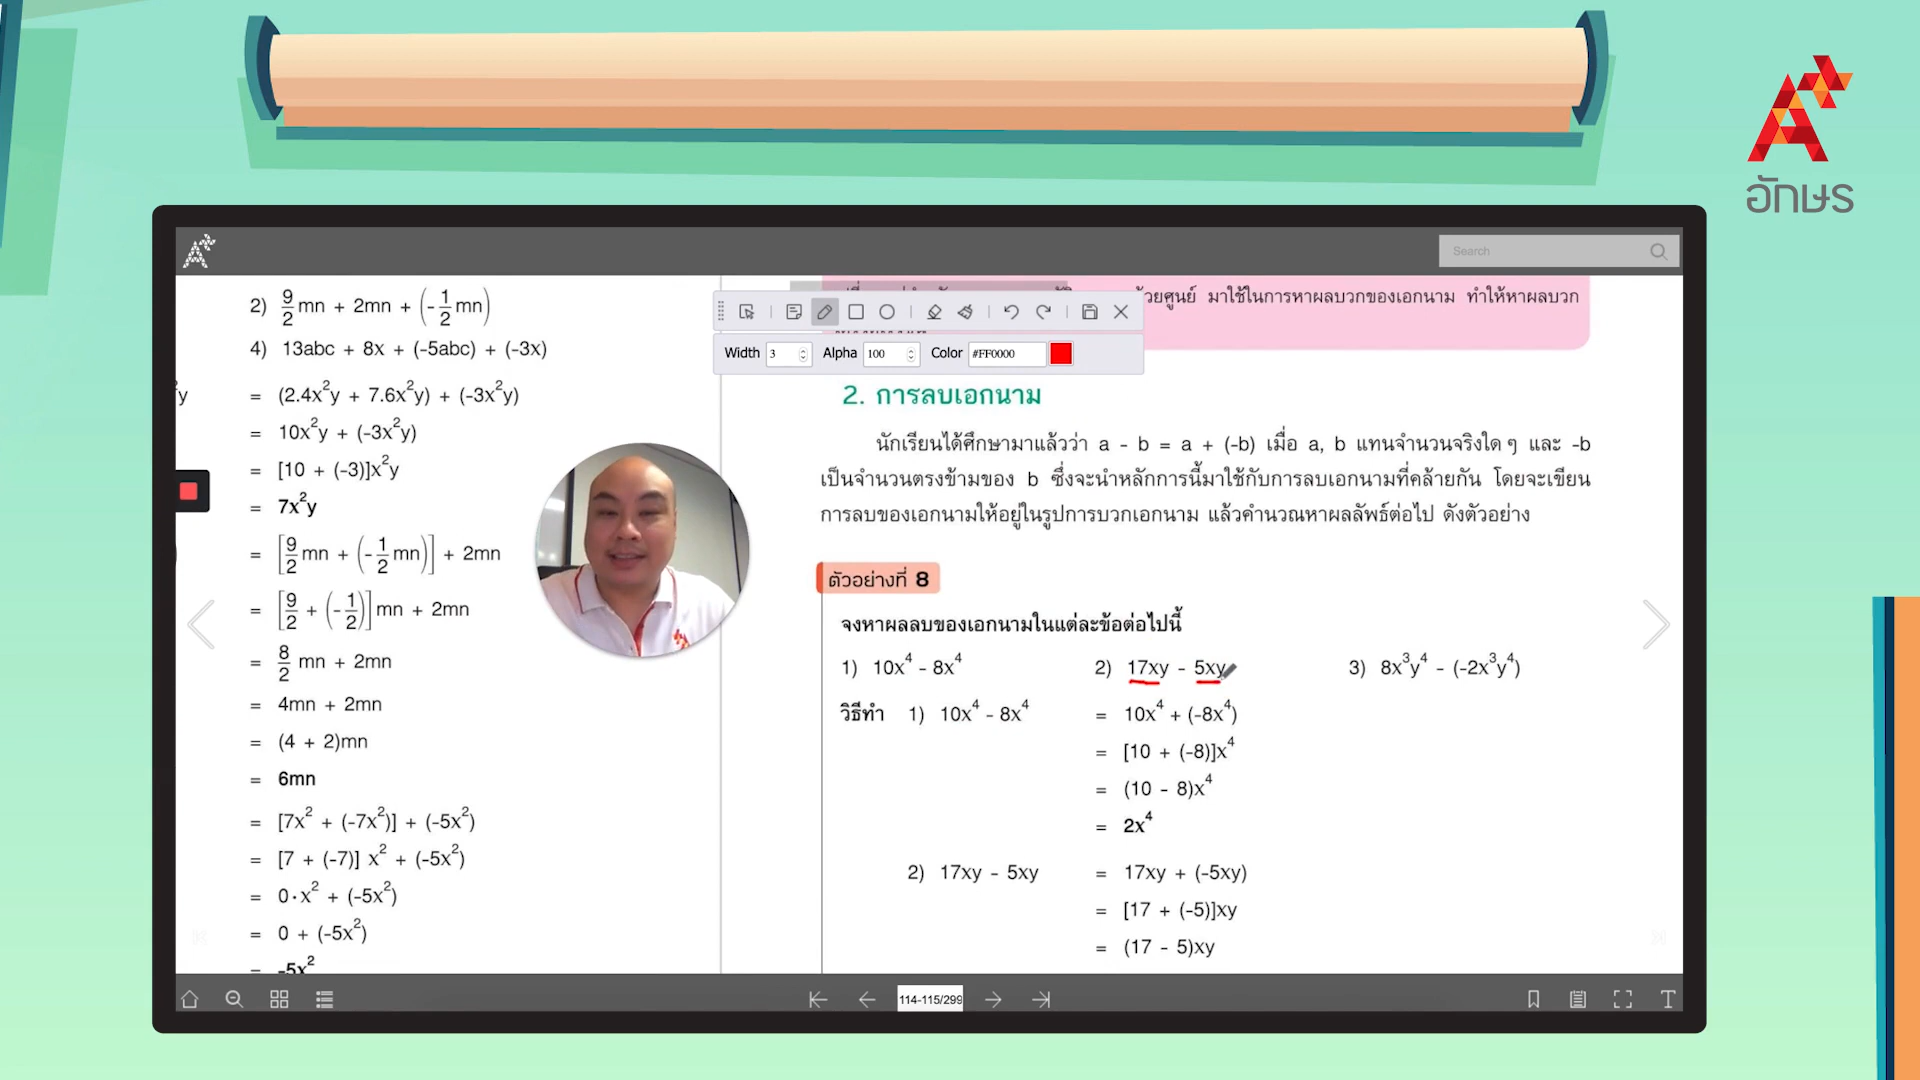 อักษร
Search
2) 9/2 mn + 2mn + (-1/2 mn)
4) 13abc + 8x + (-5abc) + (-3x)
²y = (2.4x²y + 7.6x²y) + (-3x²y)
= 10x²y + (-3x²y)
= [10 + (-3)]x²y
= 7x²y
= [9/2 mn + (-1/2 mn)] + 2mn
= [9/2 + (-1/2)]mn + 2mn
= 8/2 mn + 2mn
= 4mn + 2mn
= (4 + 2)mn
= 6mn
= [7x² + (-7x²)] + (-5x²)
= [7 + (-7)] x² + (-5x²)
= 0·x² + (-5x²)
= 0 + (-5x²)
= -5x²
Width 3 Alpha 100 Color #FF0000
ด้วยศูนย์ มาใช้ในการหาผลบวกของเอกนาม ทำให้หาผลบวก
2. การลบเอกนาม
นักเรียนได้ศึกษามาแล้วว่า a - b = a + (-b) เมื่อ a, b แทนจำนวนจริงใด ๆ และ -b
เป็นจำนวนตรงข้ามของ b ซึ่งจะนำหลักการนี้มาใช้กับการลบเอกนามที่คล้ายกัน โดยจะเขียน
การลบของเอกนามให้อยู่ในรูปการบวกเอกนาม แล้วคำนวณหาผลลัพธ์ต่อไป ดังตัวอย่าง
ตัวอย่างที่ 8
จงหาผลลบของเอกนามในแต่ละข้อต่อไปนี้
1) 10x⁴ - 8x⁴ 2) 17xy - 5xy 3) 8x³y⁴ - (-2x³y⁴)
วิธีทำ 1) 10x⁴ - 8x⁴ = 10x⁴ + (-8x⁴)
= [10 + (-8)]x⁴
= (10 - 8)x⁴
= 2x⁴
2) 17xy - 5xy = 17xy + (-5xy)
= [17 + (-5)]xy
= (17 - 5)xy
114-115/299